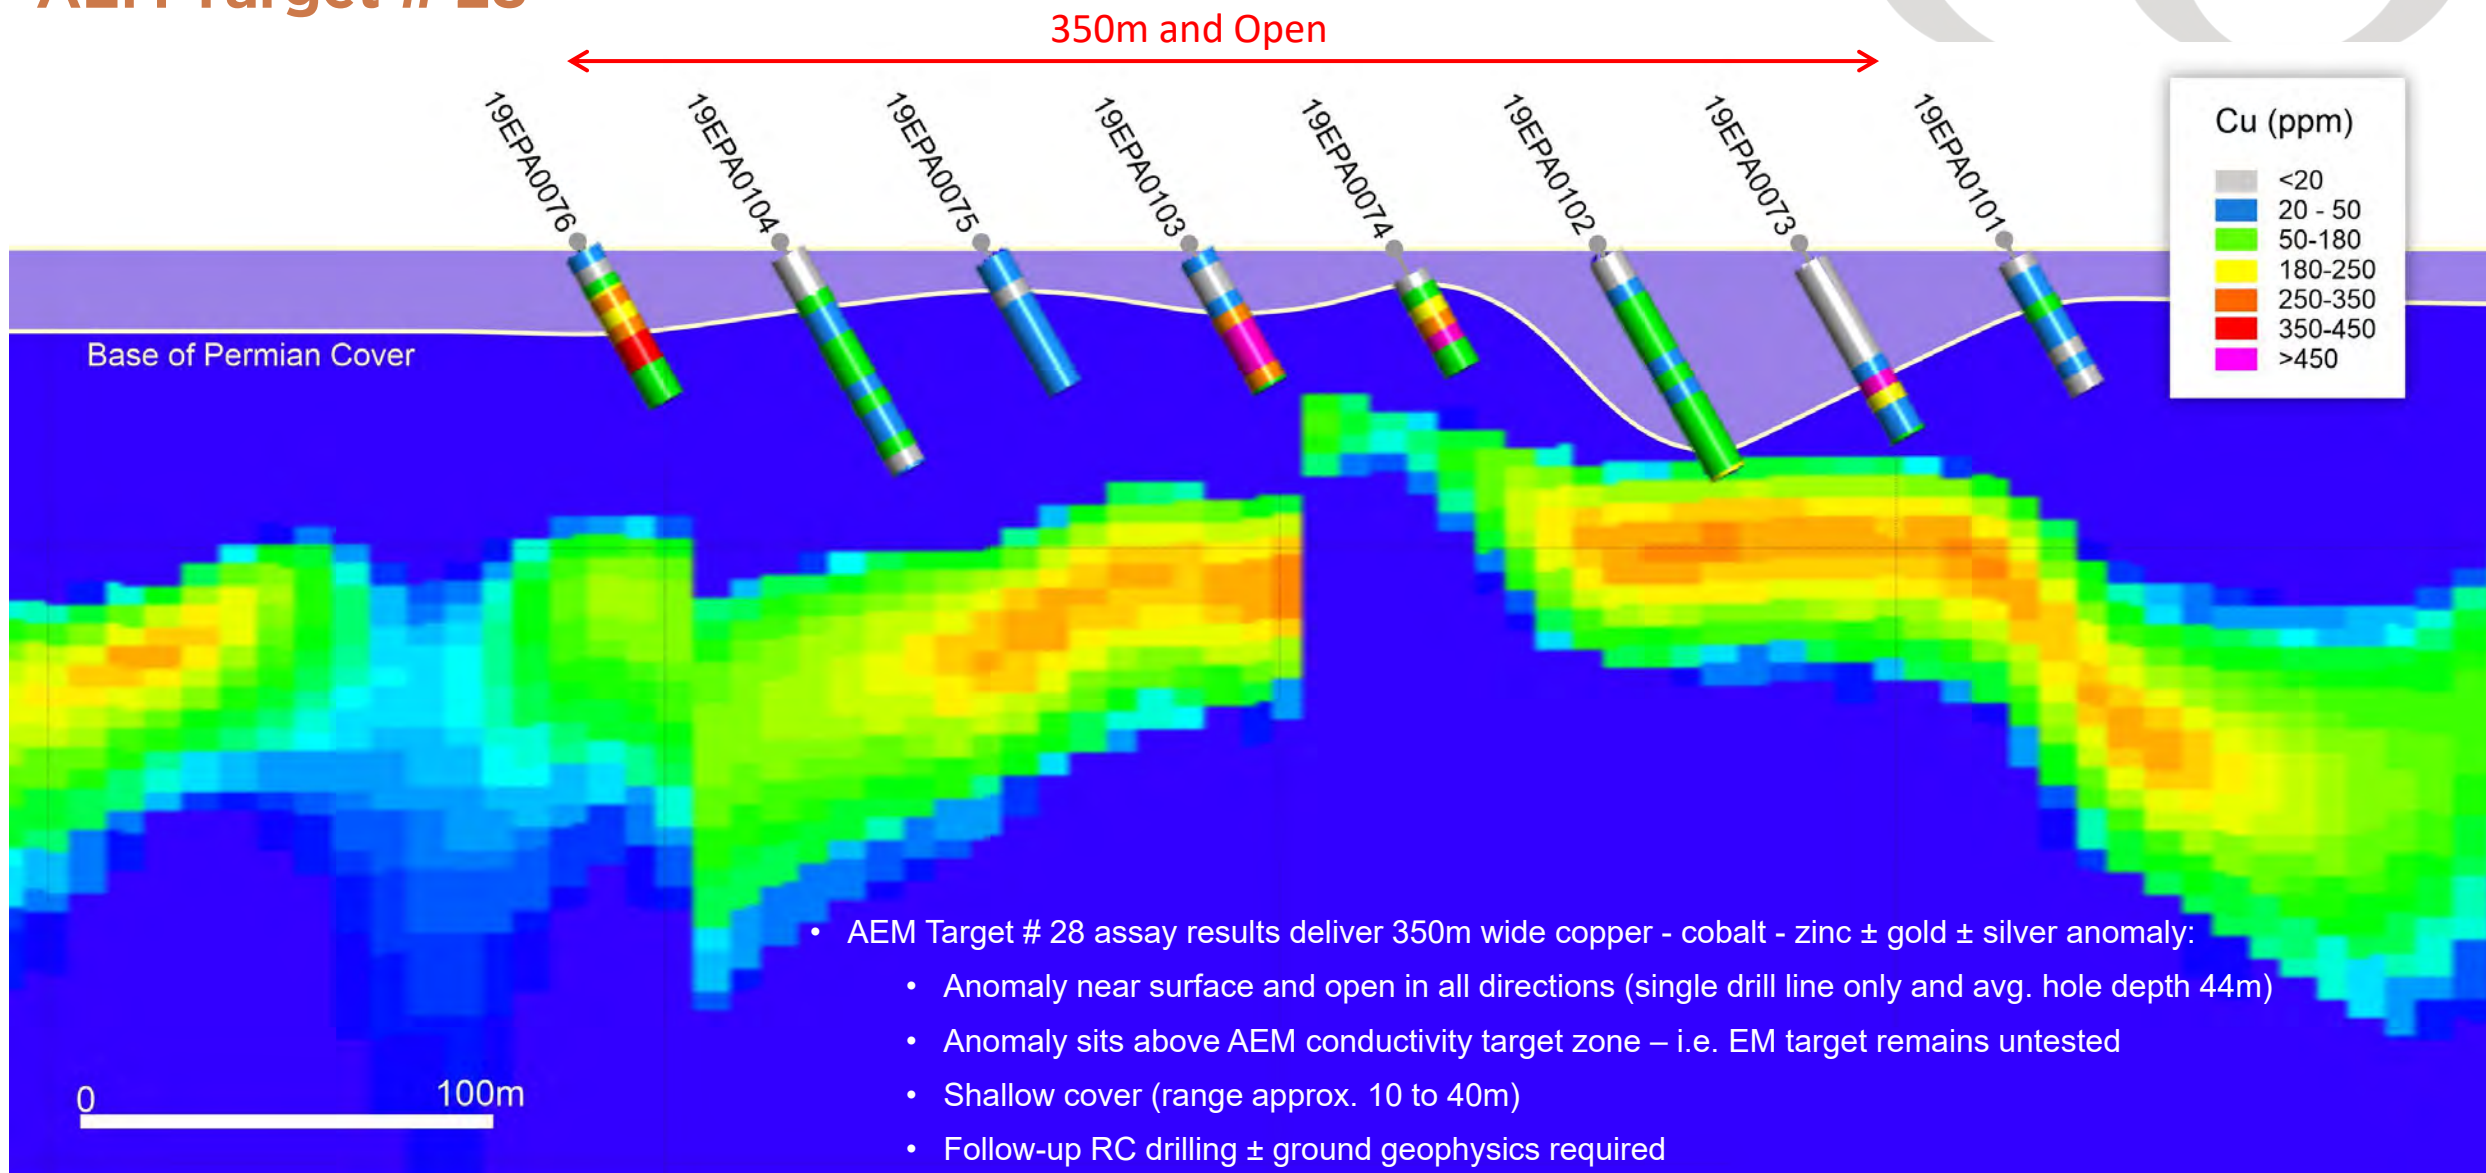 AEM Target # 28
350m and Open
19EPA0076
19EPA0104
19EPA0075
19EPA0103
19EPA0074
19EPA0102
19EPA0073
19EPA0101
Cu (ppm)
<20
20 - 50
50-180
180-250
250-350
350-450
>450
Base of Permian Cover
• AEM Target # 28 assay results deliver 350m wide copper - cobalt - zinc ± gold ± silver anomaly:
• Anomaly near surface and open in all directions (single drill line only and avg. hole depth 44m)
• Anomaly sits above AEM conductivity target zone – i.e. EM target remains untested
• Shallow cover (range approx. 10 to 40m)
• Follow-up RC drilling ± ground geophysics required
0 100m